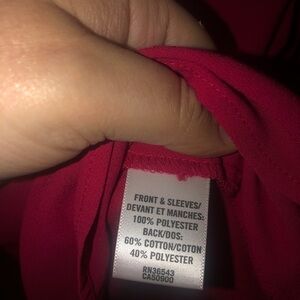 FRONT & SLEEVES/
DEVANT ET MANCHES:
100% POLYESTER
BACK/DOS:
60% COTTON/COTON
40% POLYESTER
RN36543
CA50900